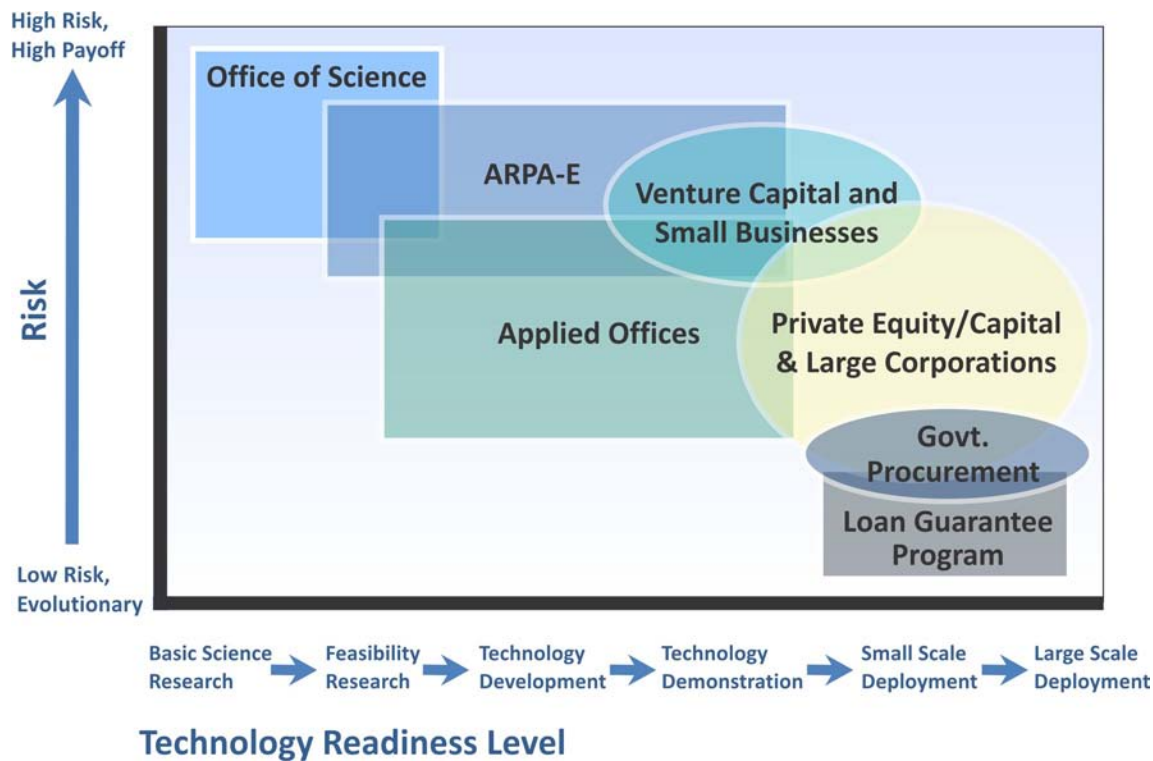 High Risk,
High Payoff
Risk
Low Risk,
Evolutionary
Office of Science
ARPA-E
Venture Capital and
Small Businesses
Applied Offices
Private Equity/Capital
& Large Corporations
Govt.
Procurement
Loan Guarantee
Program
Basic Science
Research
Feasibility
Research
Technology
Development
Technology
Demonstration
Small Scale
Deployment
Large Scale
Deployment
Technology Readiness Level